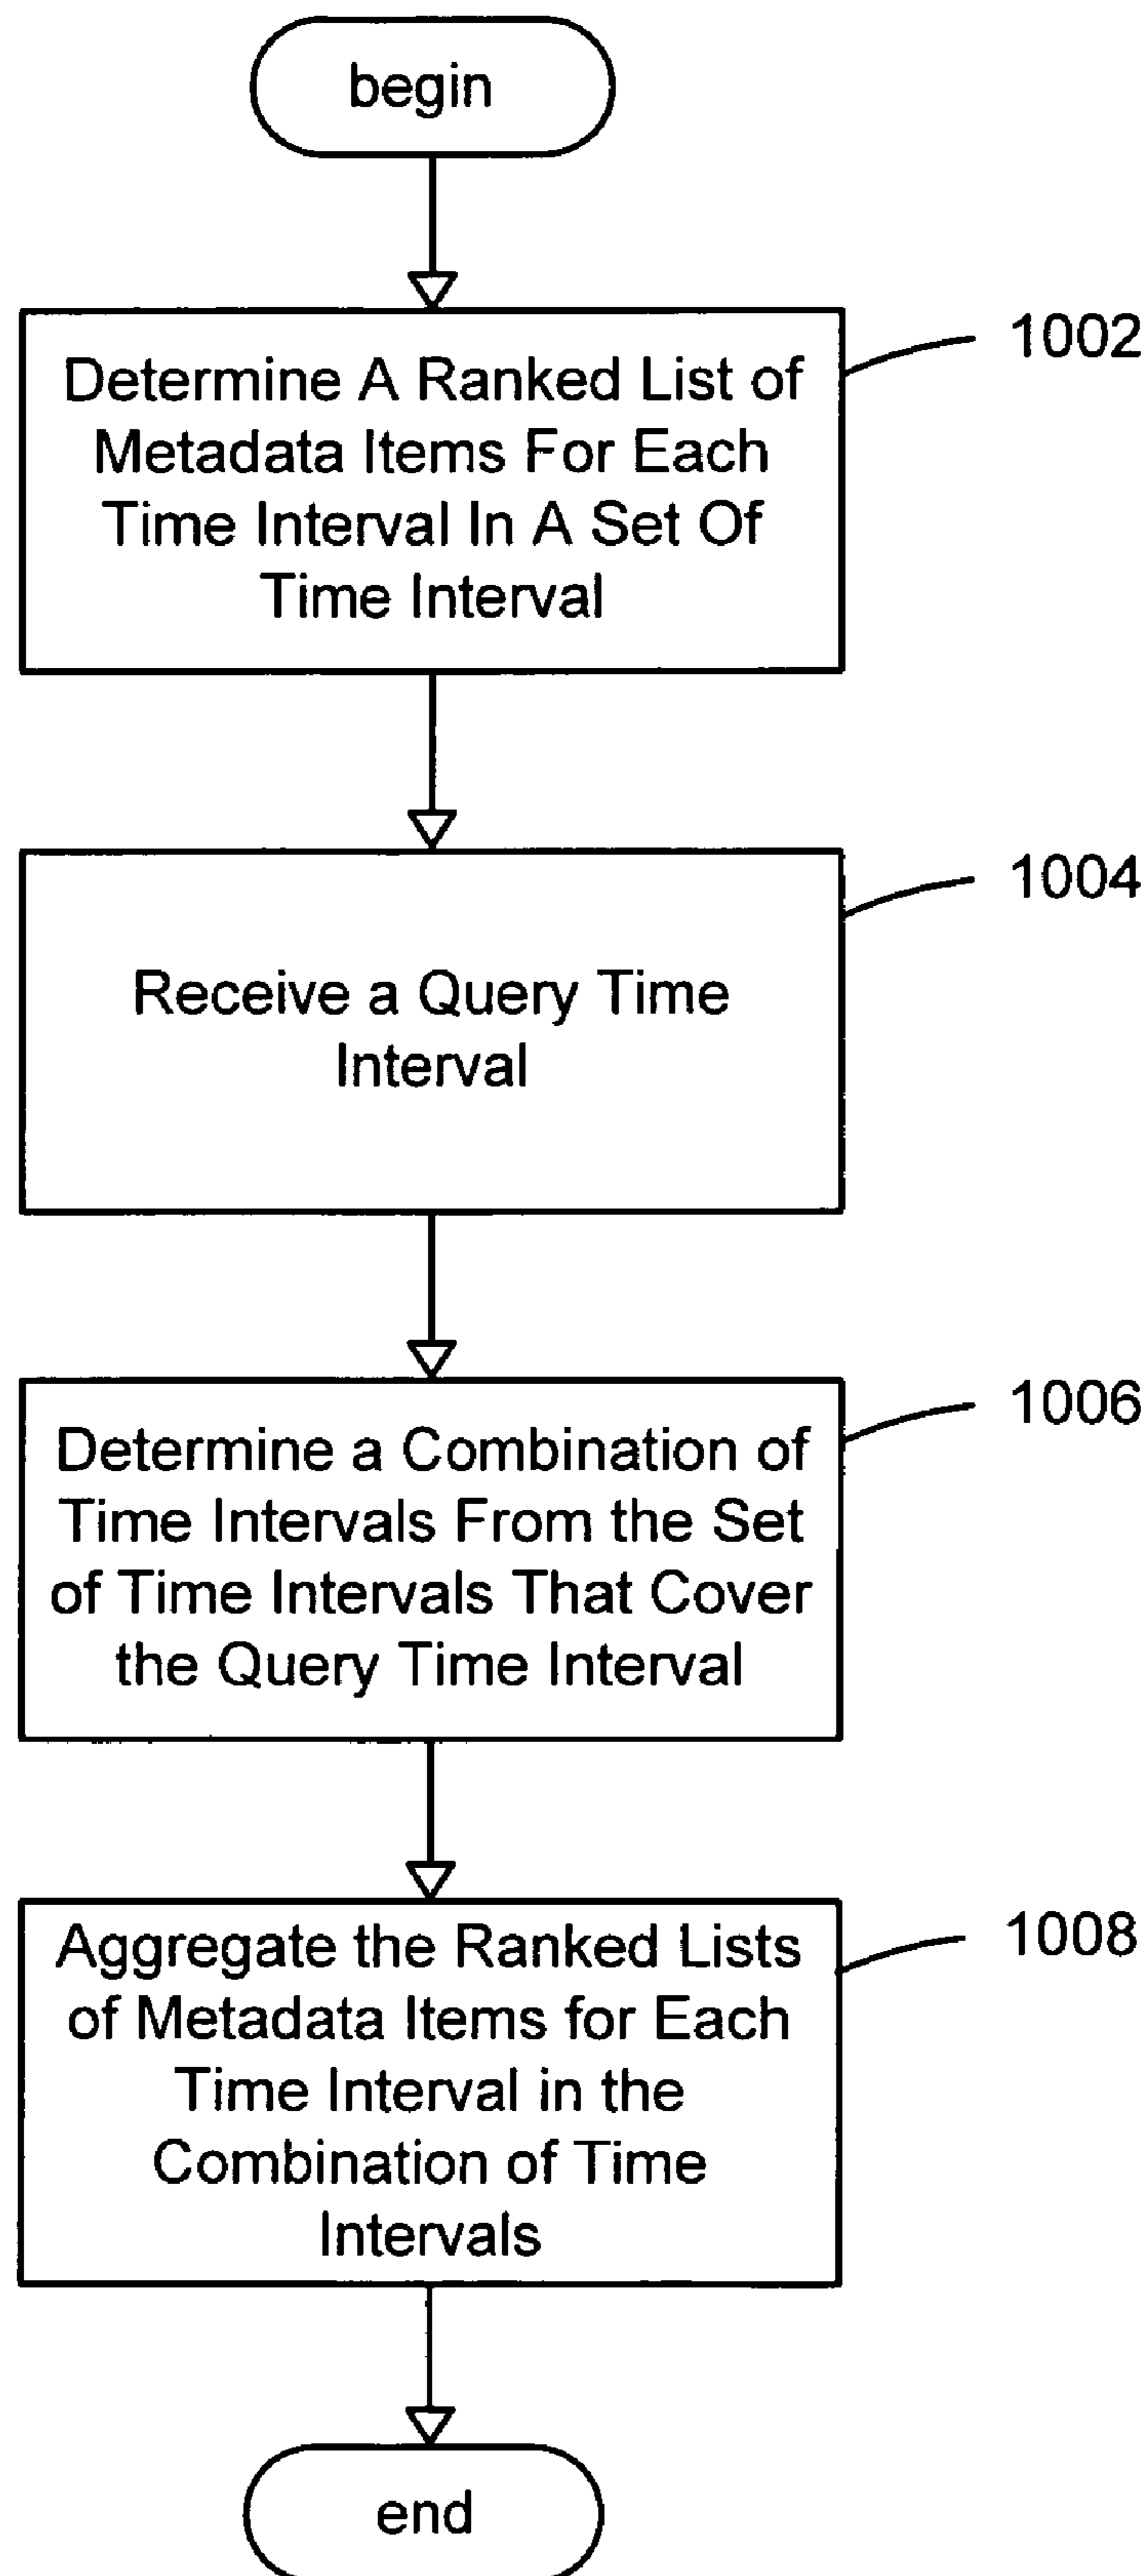 begin
1002
Determine A Ranked List of
Metadata Items For Each
Time Interval In A Set Of
Time Interval
1004
Receive a Query Time
Interval
1006
Determine a Combination of
Time Intervals From the Set
of Time Intervals That Cover
the Query Time Interval
1008
Aggregate the Ranked Lists
of Metadata Items for Each
Time Interval in the
Combination of Time
Intervals
end